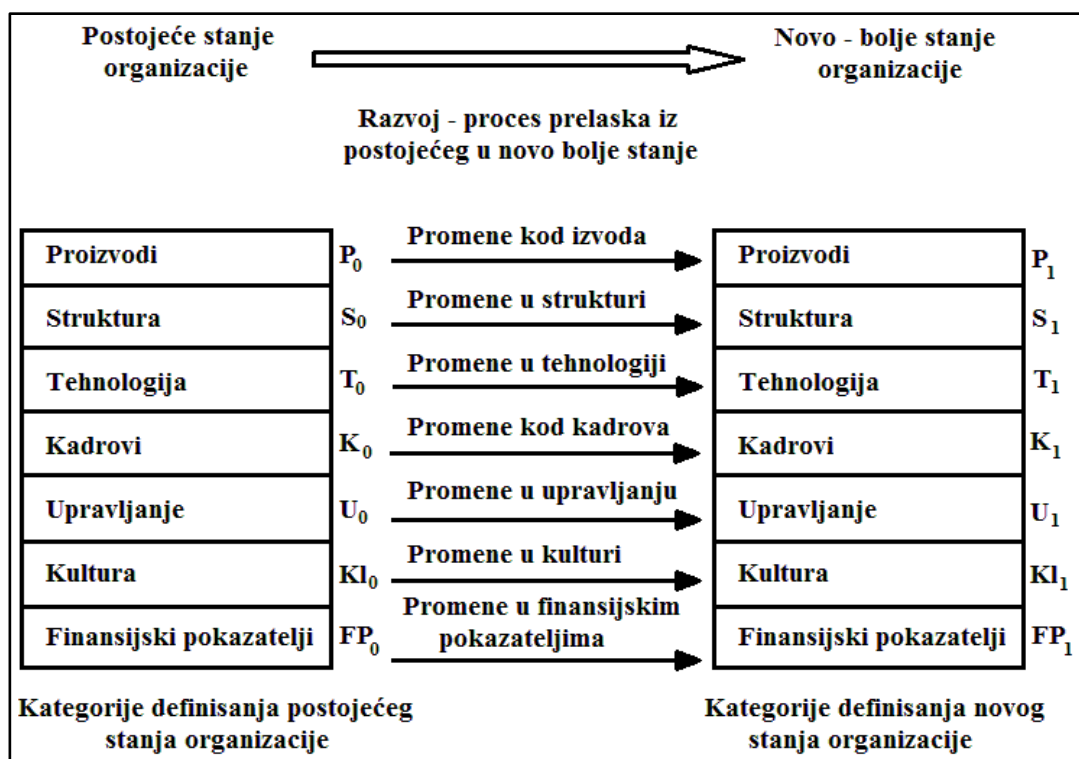 Postojeće stanje
organizacije
Novo - bolje stanje
organizacije
Razvoj - proces prelaska iz
postojećeg u novo bolje stanje
Proizvodi P0 Promene kod izvoda Proizvodi P1
Struktura S0 Promene u strukturi Struktura S1
Tehnologija T0 Promene u tehnologiji Tehnologija T1
Kadrovi K0 Promene kod kadrova Kadrovi K1
Upravljanje U0 Promene u upravljanju Upravljanje U1
Kultura Kl0 Promene u kulturi Kultura Kl1
Promene u finansijskim
Finansijski pokazatelji FP0 pokazateljima Finansijski pokazatelji FP1
Kategorije definisanja postojećeg
stanja organizacije
Kategorije definisanja novog
stanja organizacije